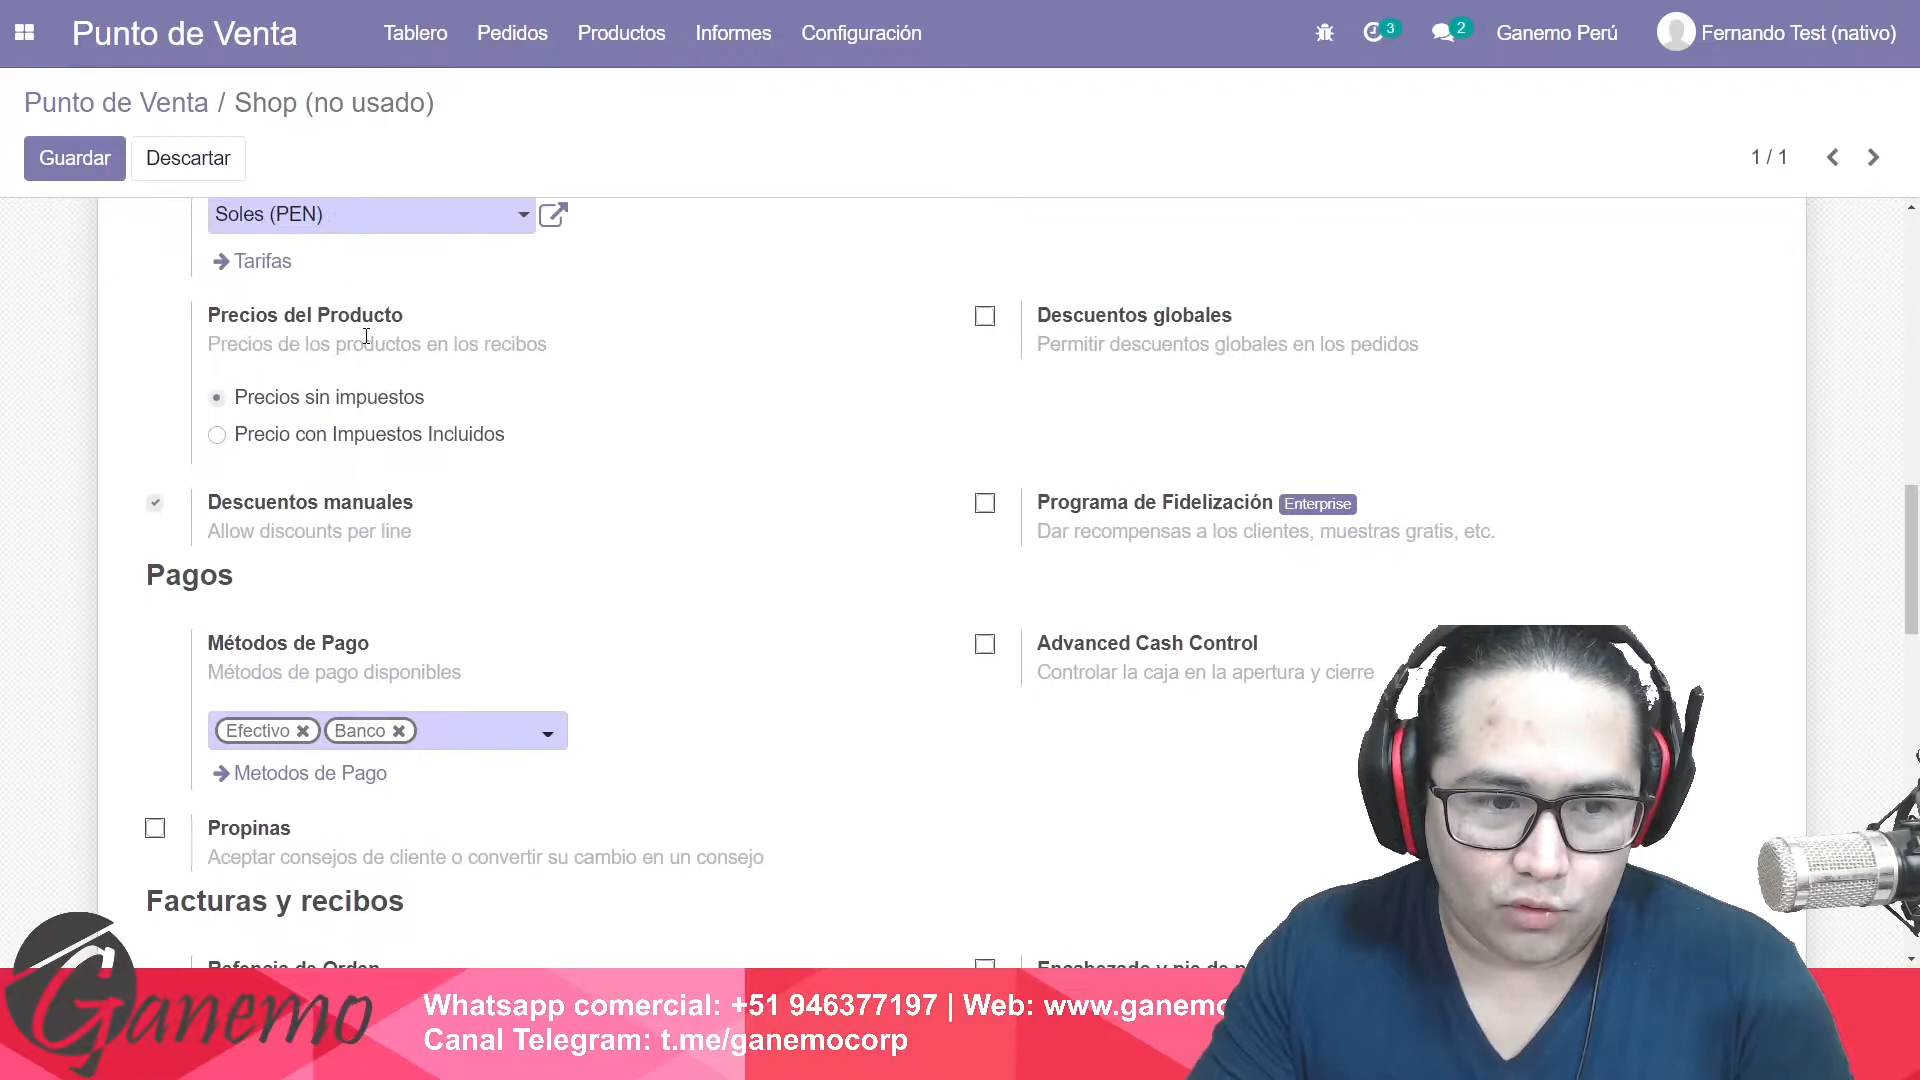 Punto de Venta Tablero Pedidos Productos Informes Configuración 3 2 Ganemo Perú Fernando Test (nativo)
Punto de Venta / Shop (no usado)
Guardar Descartar 1 / 1
Soles (PEN)
Tarifas
Precios del Producto
Precios de los productos en los recibos
Precios sin impuestos
Precio con Impuestos Incluidos
Descuentos globales
Permitir descuentos globales en los pedidos
Descuentos manuales
Allow discounts per line
Programa de Fidelización Enterprise
Dar recompensas a los clientes, muestras gratis, etc.
Pagos
Métodos de Pago
Métodos de pago disponibles
Efectivo Banco
Metodos de Pago
Advanced Cash Control
Controlar la caja en la apertura y cierre
Propinas
Aceptar consejos de cliente o convertir su cambio en un consejo
Facturas y recibos
Refencia de Orden
Encabezado y pie de
Ganemo
Whatsapp comercial: +51 946377197 | Web: www.ganemo
Canal Telegram: t.me/ganemocorp